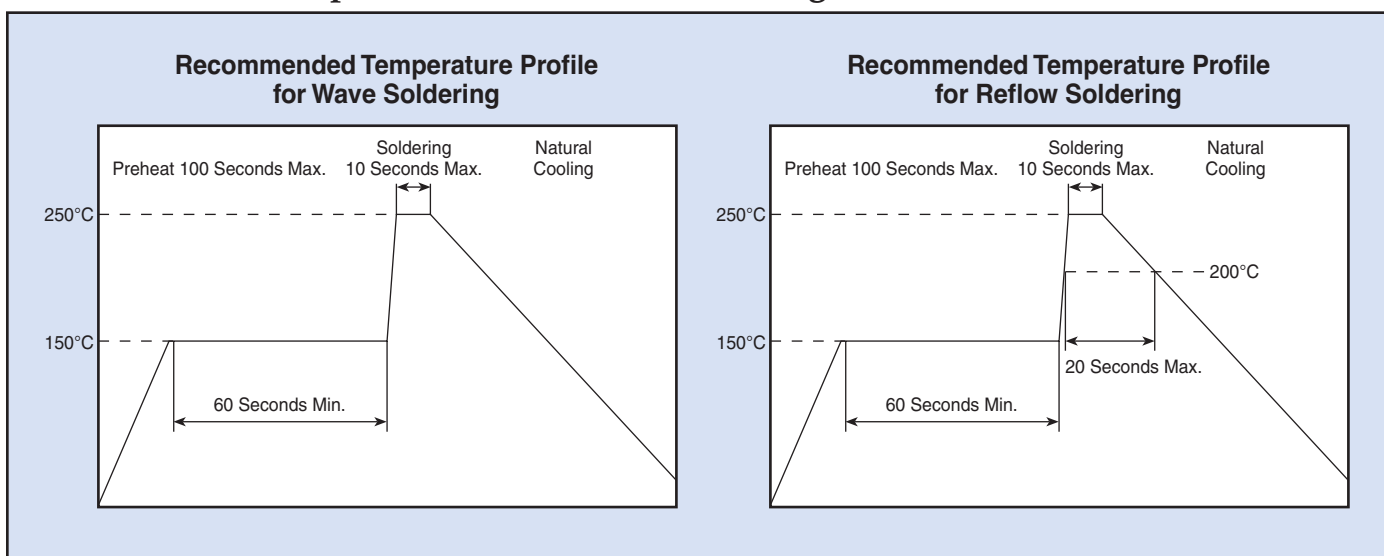 Recommended Temperature Profile
for Wave Soldering
Preheat 100 Seconds Max.
Soldering
10 Seconds Max.
Natural
Cooling
250°C
150°C
60 Seconds Min.
Recommended Temperature Profile
for Reflow Soldering
Preheat 100 Seconds Max.
Soldering
10 Seconds Max.
Natural
Cooling
250°C
200°C
150°C
20 Seconds Max.
60 Seconds Min.